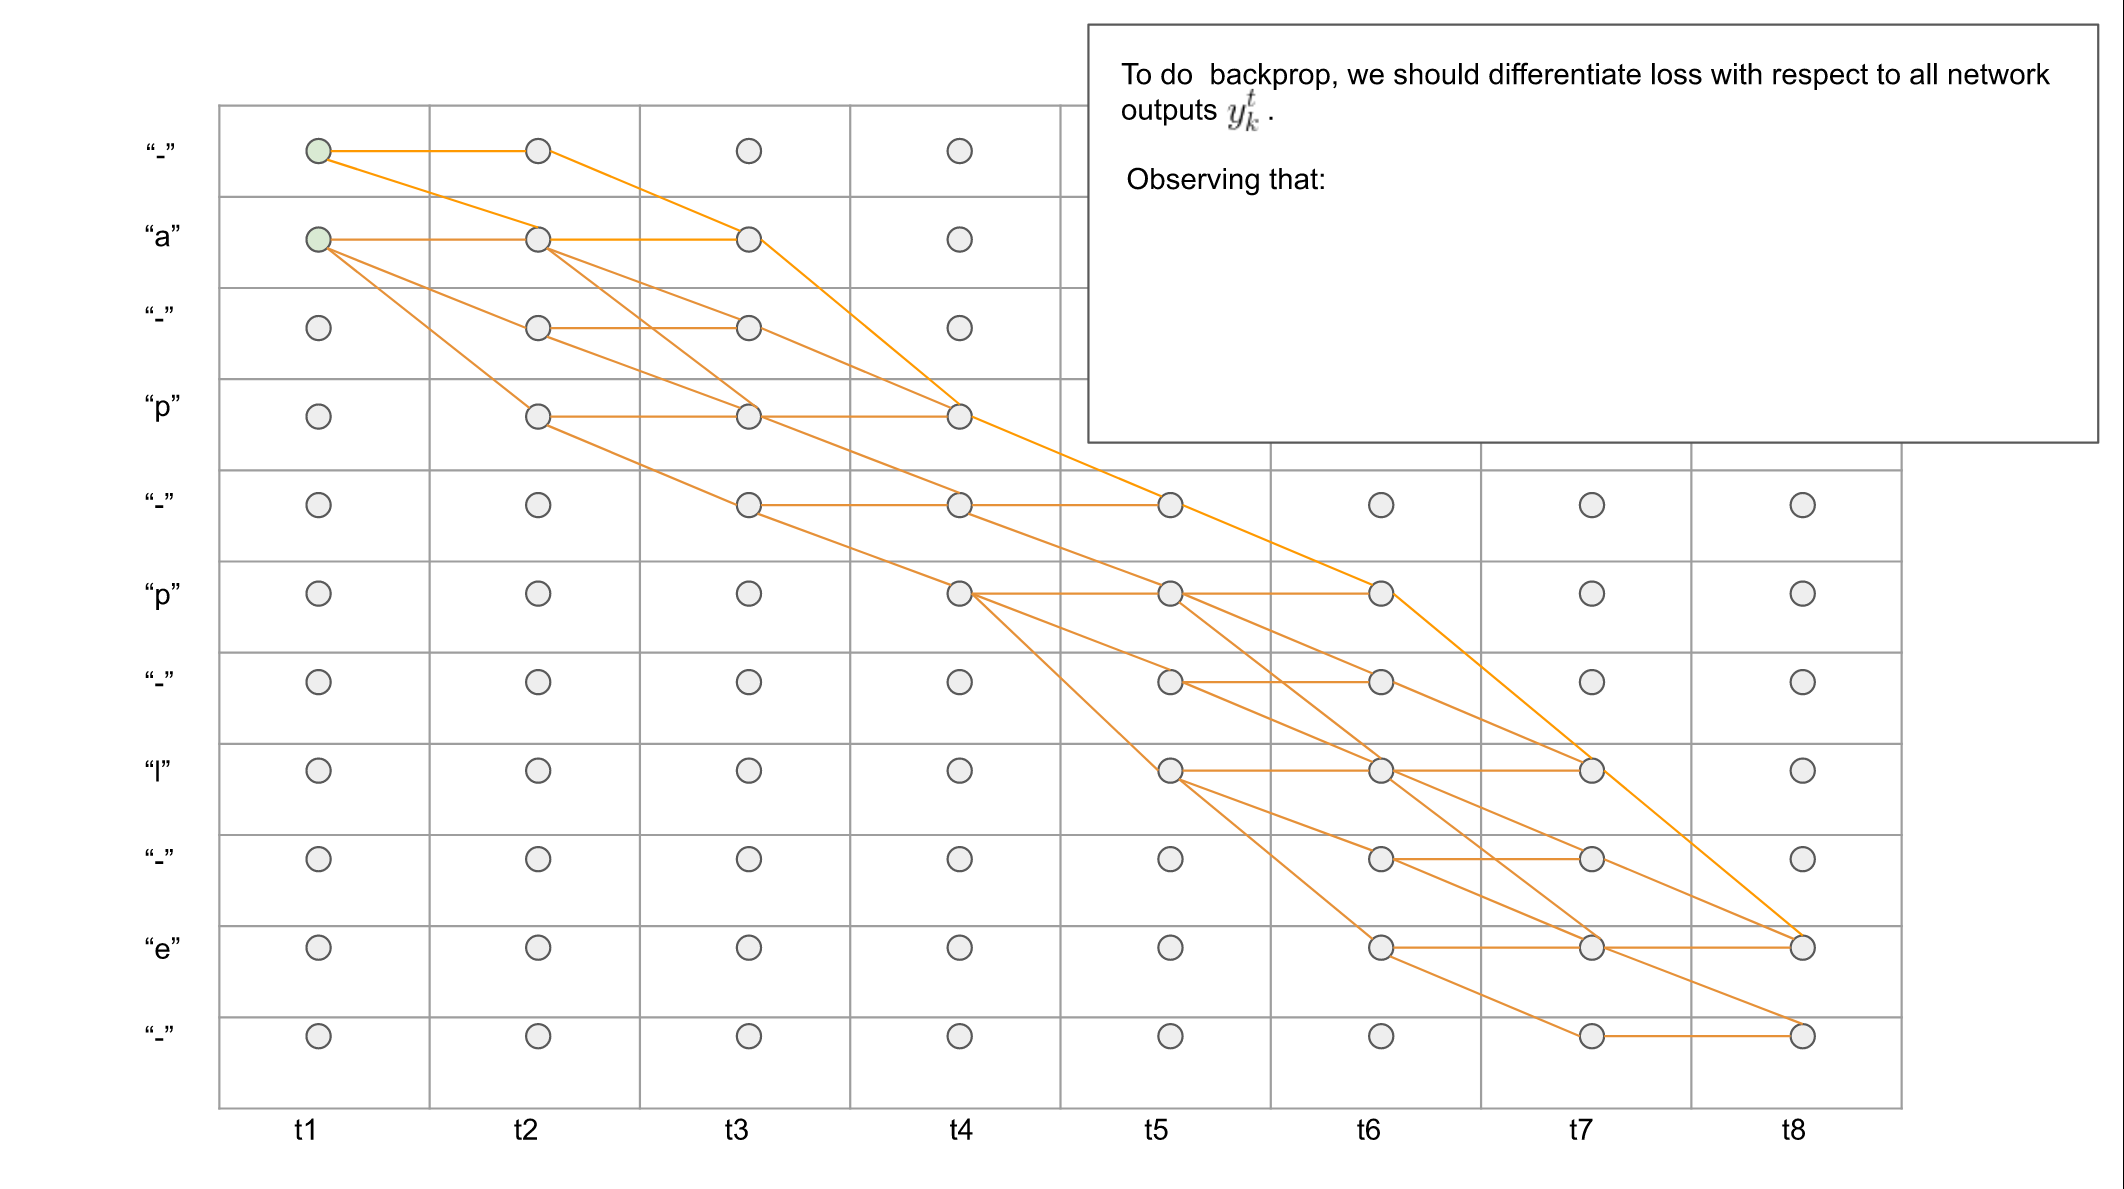 To do  backprop, we should differentiate loss with respect to all network
outputs $y_k^t$ .
Observing that:
“-”
“a”
“-”
“p”
“-”
“p”
“-”
“l”
“-”
“e”
“-”
t1 t2 t3 t4 t5 t6 t7 t8